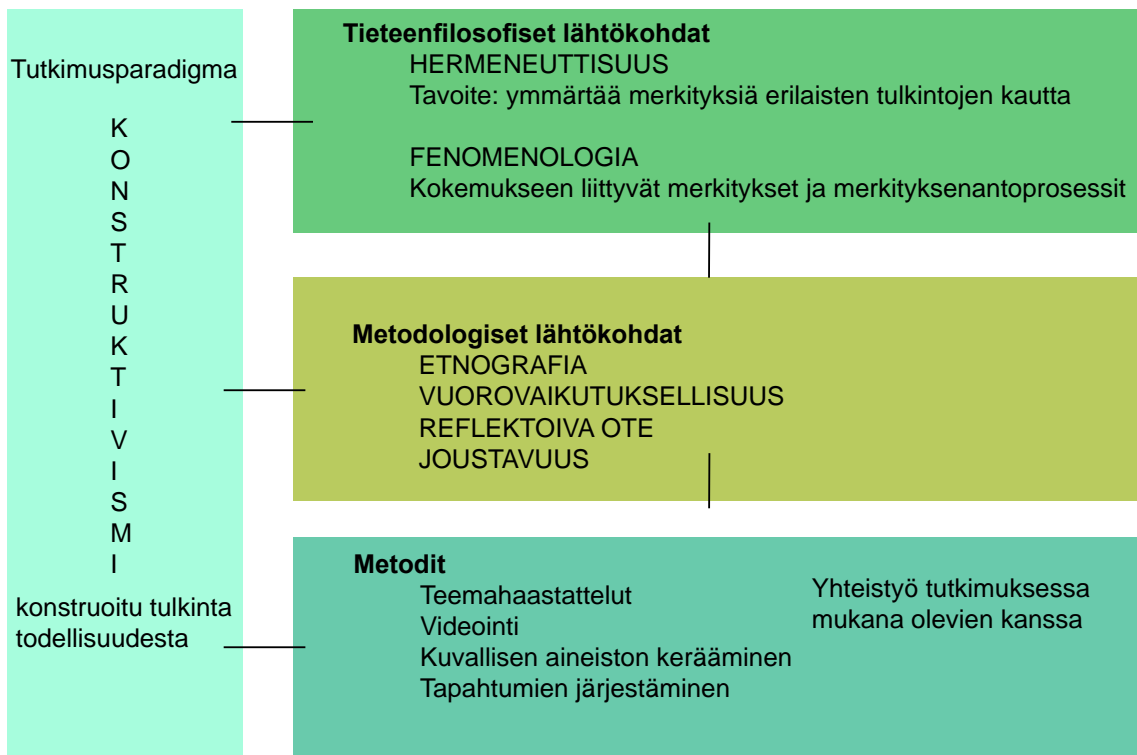 Tutkimusparadigma
K
O
N
S
T
R
U
K
T
I
V
I
S
M
I
konstruoitu tulkinta
todellisuudesta
Tieteenfilosofiset lähtökohdat
HERMENEUTTISUUS
Tavoite: ymmärtää merkityksiä erilaisten tulkintojen kautta
FENOMENOLOGIA
Kokemukseen liittyvät merkitykset ja merkityksenantoprosessit
Metodologiset lähtökohdat
ETNOGRAFIA
VUOROVAIKUTUKSELLISUUS
REFLEKTOIVA OTE
JOUSTAVUUS
Metodit
Teemahaastattelut
Videointi
Kuvallisen aineiston kerääminen
Tapahtumien järjestäminen
Yhteistyö tutkimuksessa
mukana olevien kanssa